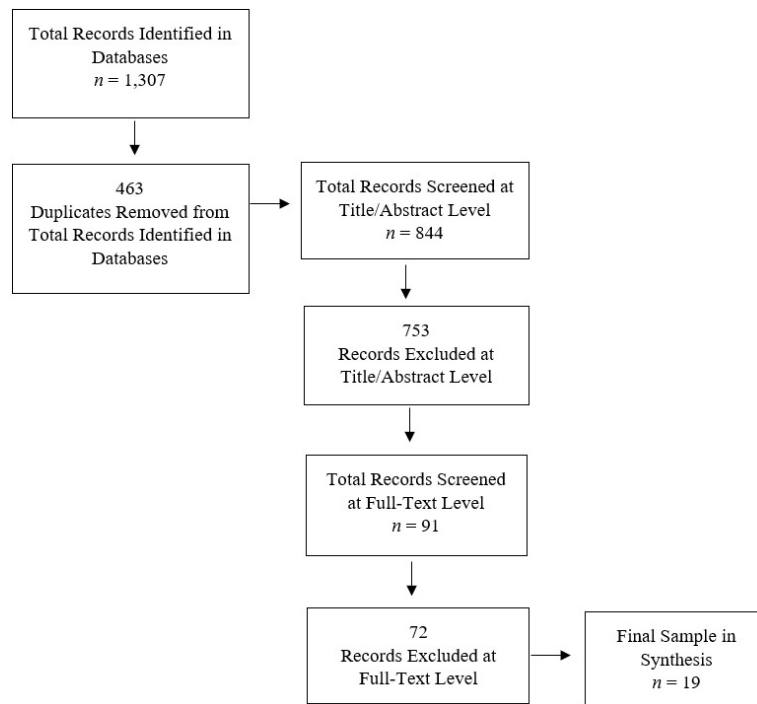 Total Records Identified in
Databases
n = 1,307
463
Duplicates Removed from
Total Records Identified in
Databases
Total Records Screened at
Title/Abstract Level
n = 844
753
Records Excluded at
Title/Abstract Level
Total Records Screened
at Full-Text Level
n = 91
72
Records Excluded at
Full-Text Level
Final Sample in
Synthesis
n = 19